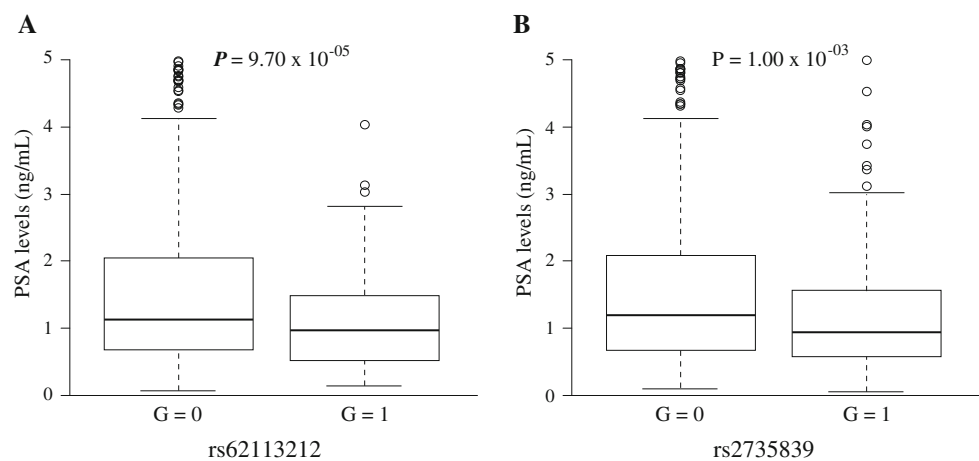 A
P = 9.70 x 10^-05
PSA levels (ng/mL)
5
4
3
2
1
0
G = 0
G = 1
rs62113212
B
P = 1.00 x 10^-03
PSA levels (ng/mL)
5
4
3
2
1
0
G = 0
G = 1
rs2735839